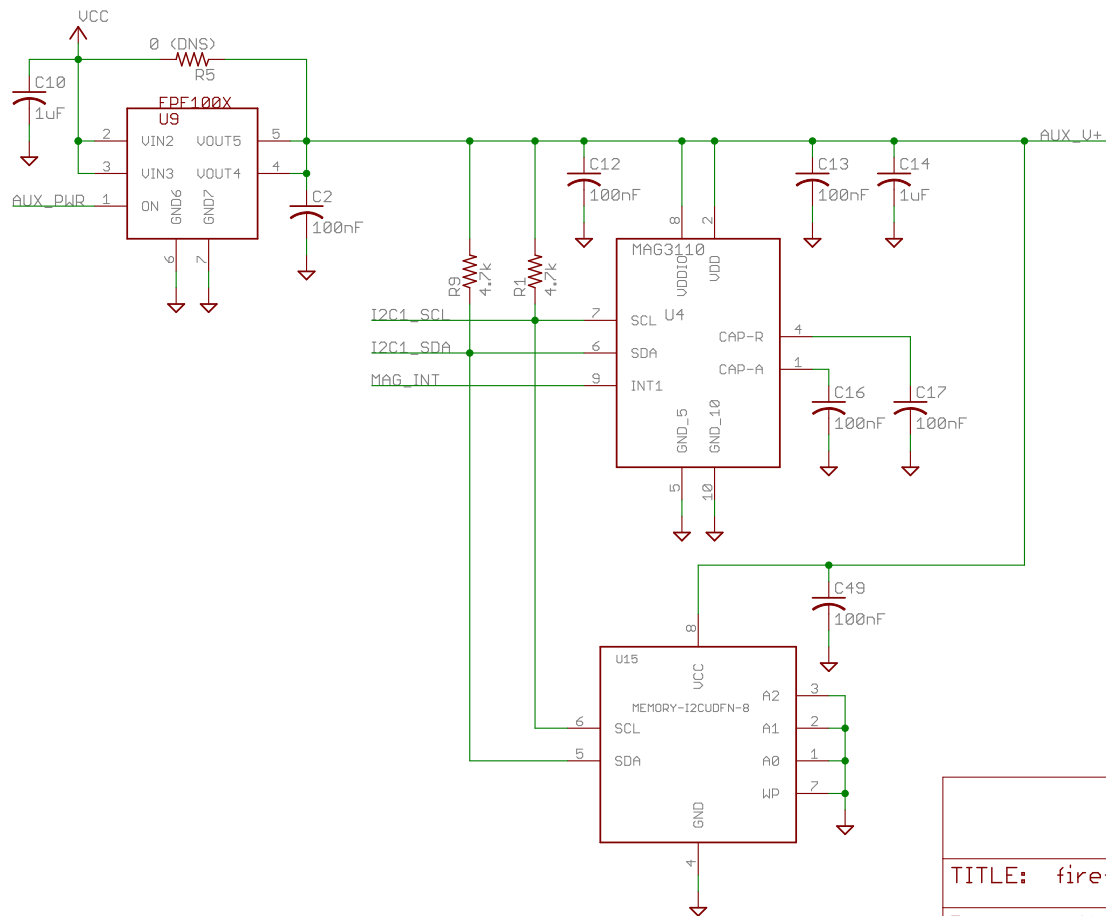 VCC
0 (DNS)
R5
C10
1uF
FPF100X
U9
2 VIN2 VOUT5 5
3 VIN3 VOUT4 4
AUX_PWR 1 ON
GND6 GND7
6 7
C2
100nF
AUX_V+
C12
100nF
C13
100nF
C14
1uF
8 2
MAG3110
VDDIO VDD
R9 4.7k
R1 4.7k
U4
I2C1_SCL 7 SCL
I2C1_SDA 6 SDA
MAG_INT 9 INT1
CAP-R 4
CAP-A 1
GND_5 GND_10
5 10
C16
100nF
C17
100nF
C49
100nF
8
U15
VCC
MEMORY-I2CUDFN-8
A2 3
6 SCL A1 2
5 SDA A0 1
WP 7
GND
4
TITLE: fire